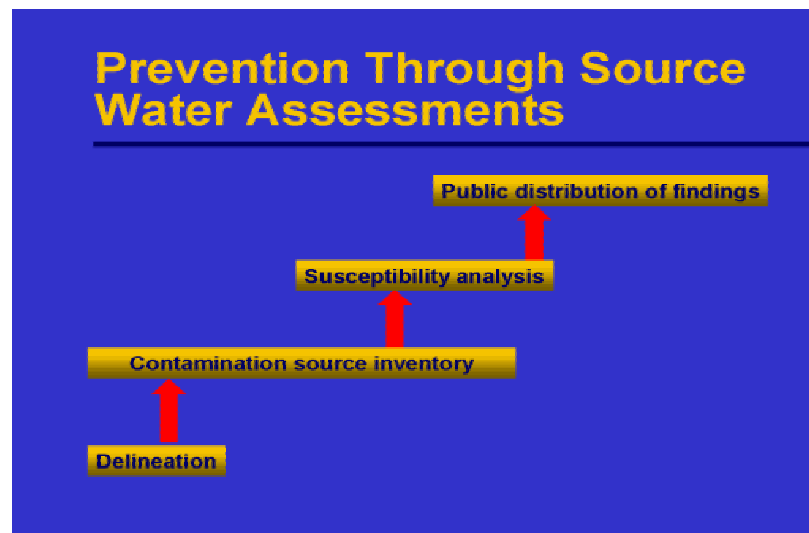 Prevention Through Source
Water Assessments
Public distribution of findings
Susceptibility analysis
Contamination source inventory
Delineation